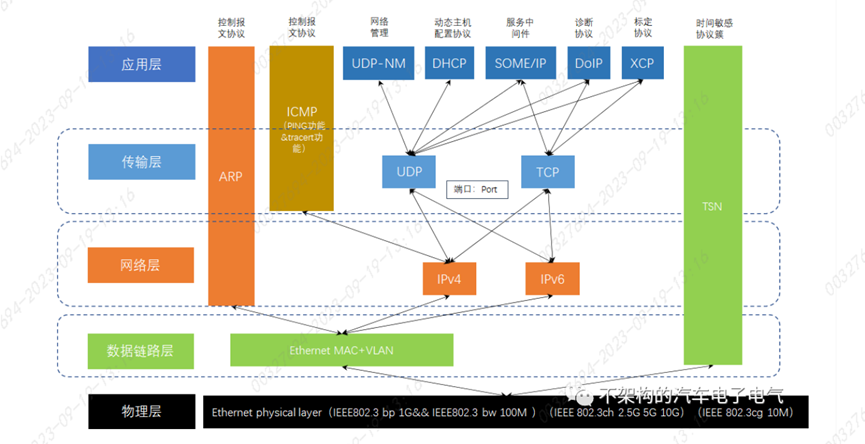 控制报
文协议
控制报
文协议
网络
管理
动态主机
配置协议
服务中
间件
诊断
协议
标定
协议
时间敏感
协议簇
应用层
UDP-NM
DHCP
SOME/IP
DoIP
XCP
ICMP
（PING功能
&tracert功
能）
传输层
ARP
UDP
TCP
端口：Port
TSN
网络层
IPv4
IPv6
数据链路层
Ethernet MAC+VLAN
不架构的汽车电子电气
物理层
Ethernet physical layer（IEEE802.3 bp 1G&& IEEE802.3 bw 100M ）（IEEE 802.3ch 2.5G 5G 10G）（IEEE 802.3cg 10M）